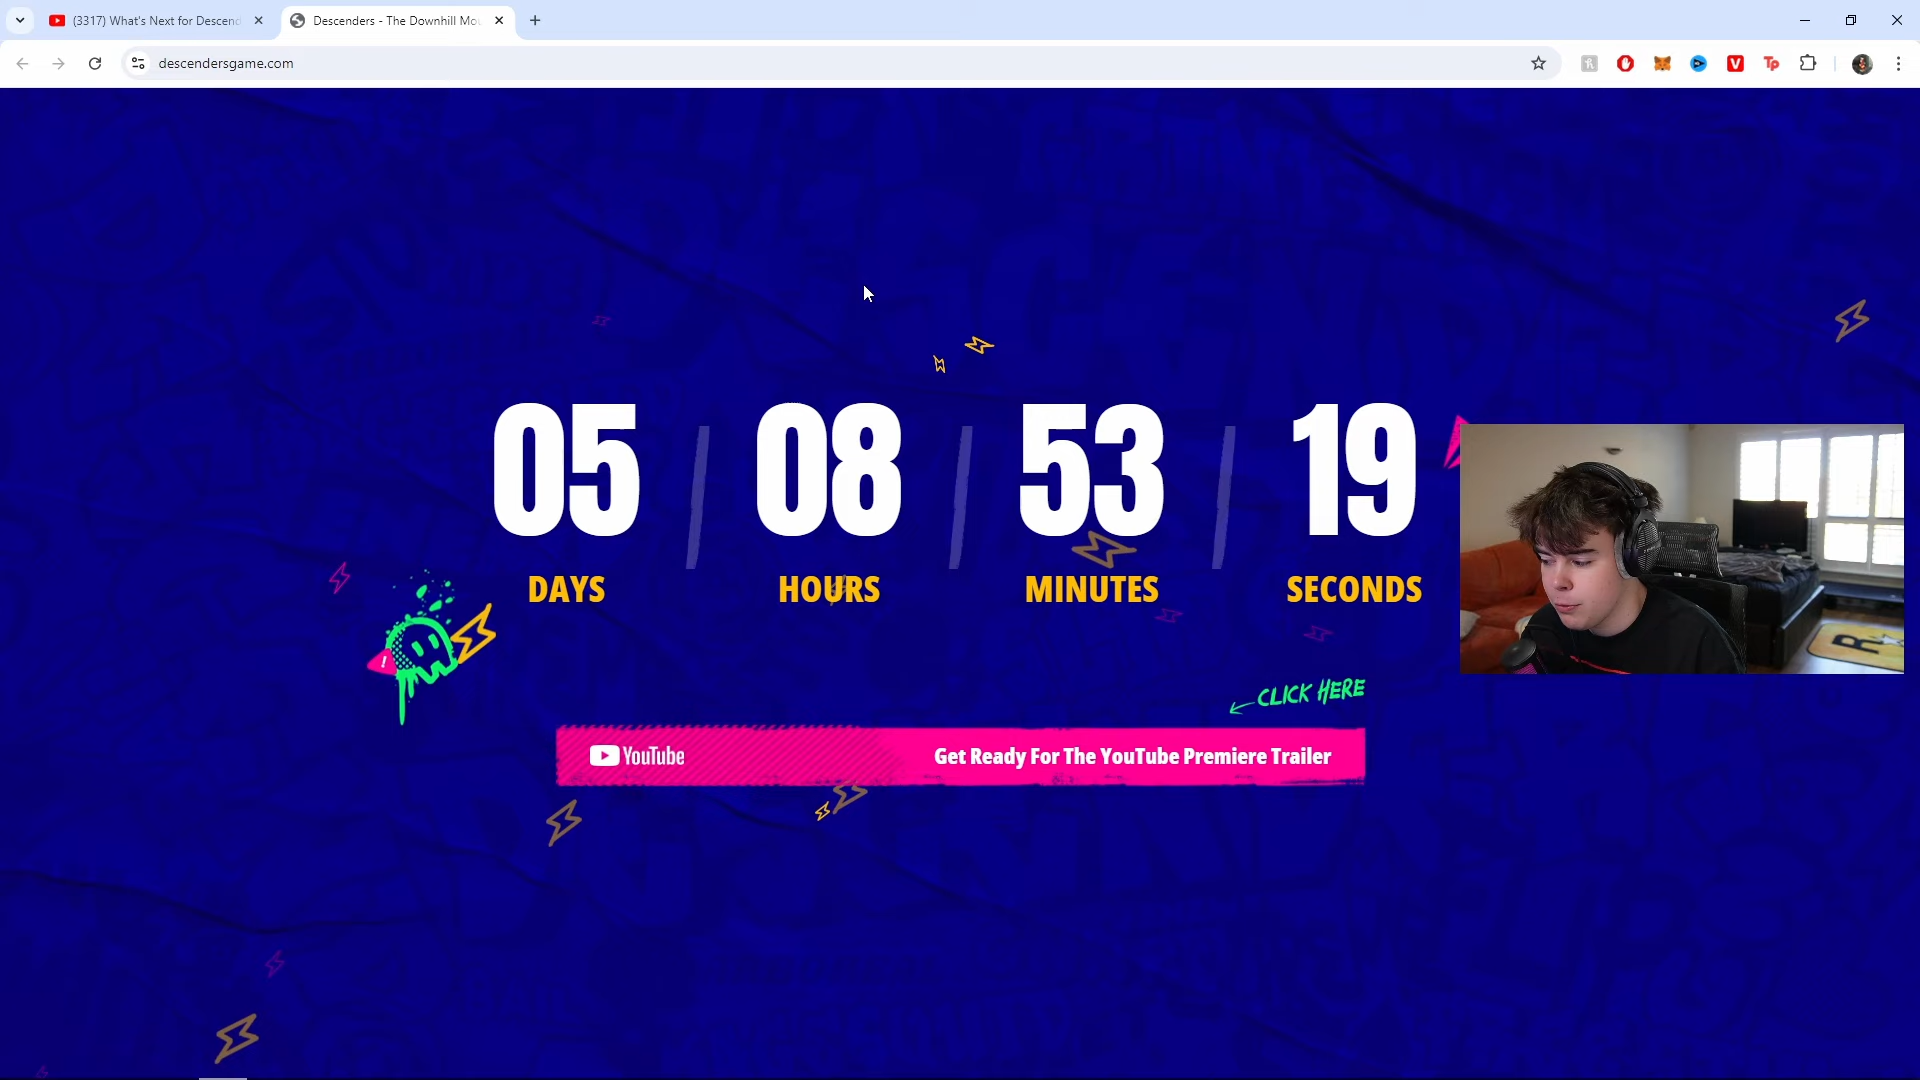 (3317) What's Next for Descend
Descenders - The Downhill Mou
descendersgame.com
05 08 53 19
DAYS HOURS MINUTES SECONDS
CLICK HERE
YouTube Get Ready For The YouTube Premiere Trailer